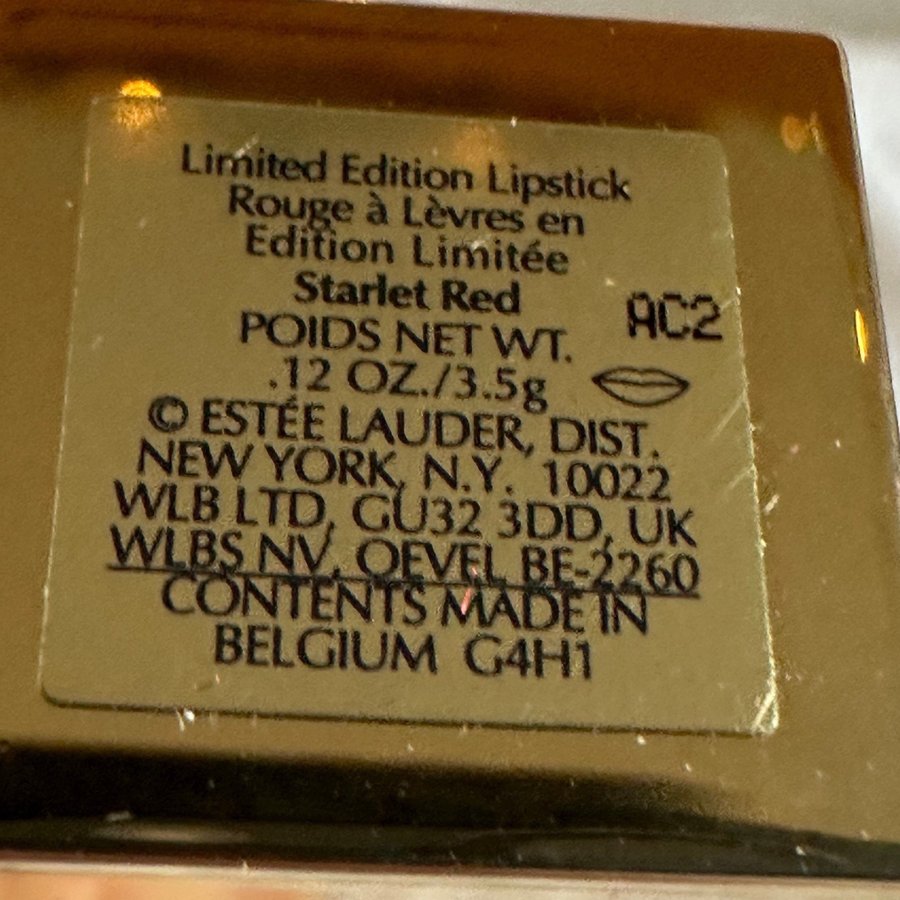 Limited Edition Lipstick
Rouge à Lèvres en
Edition Limitée
Starlet Red
AC2
POIDS NET WT.
.12 OZ./3.5g
© ESTÉE LAUDER, DIST.
NEW YORK, N.Y. 10022
WLB LTD, GU32 3DD, UK
WLBS NV, OEVEL BE-2260
CONTENTS MADE IN
BELGIUM G4H1